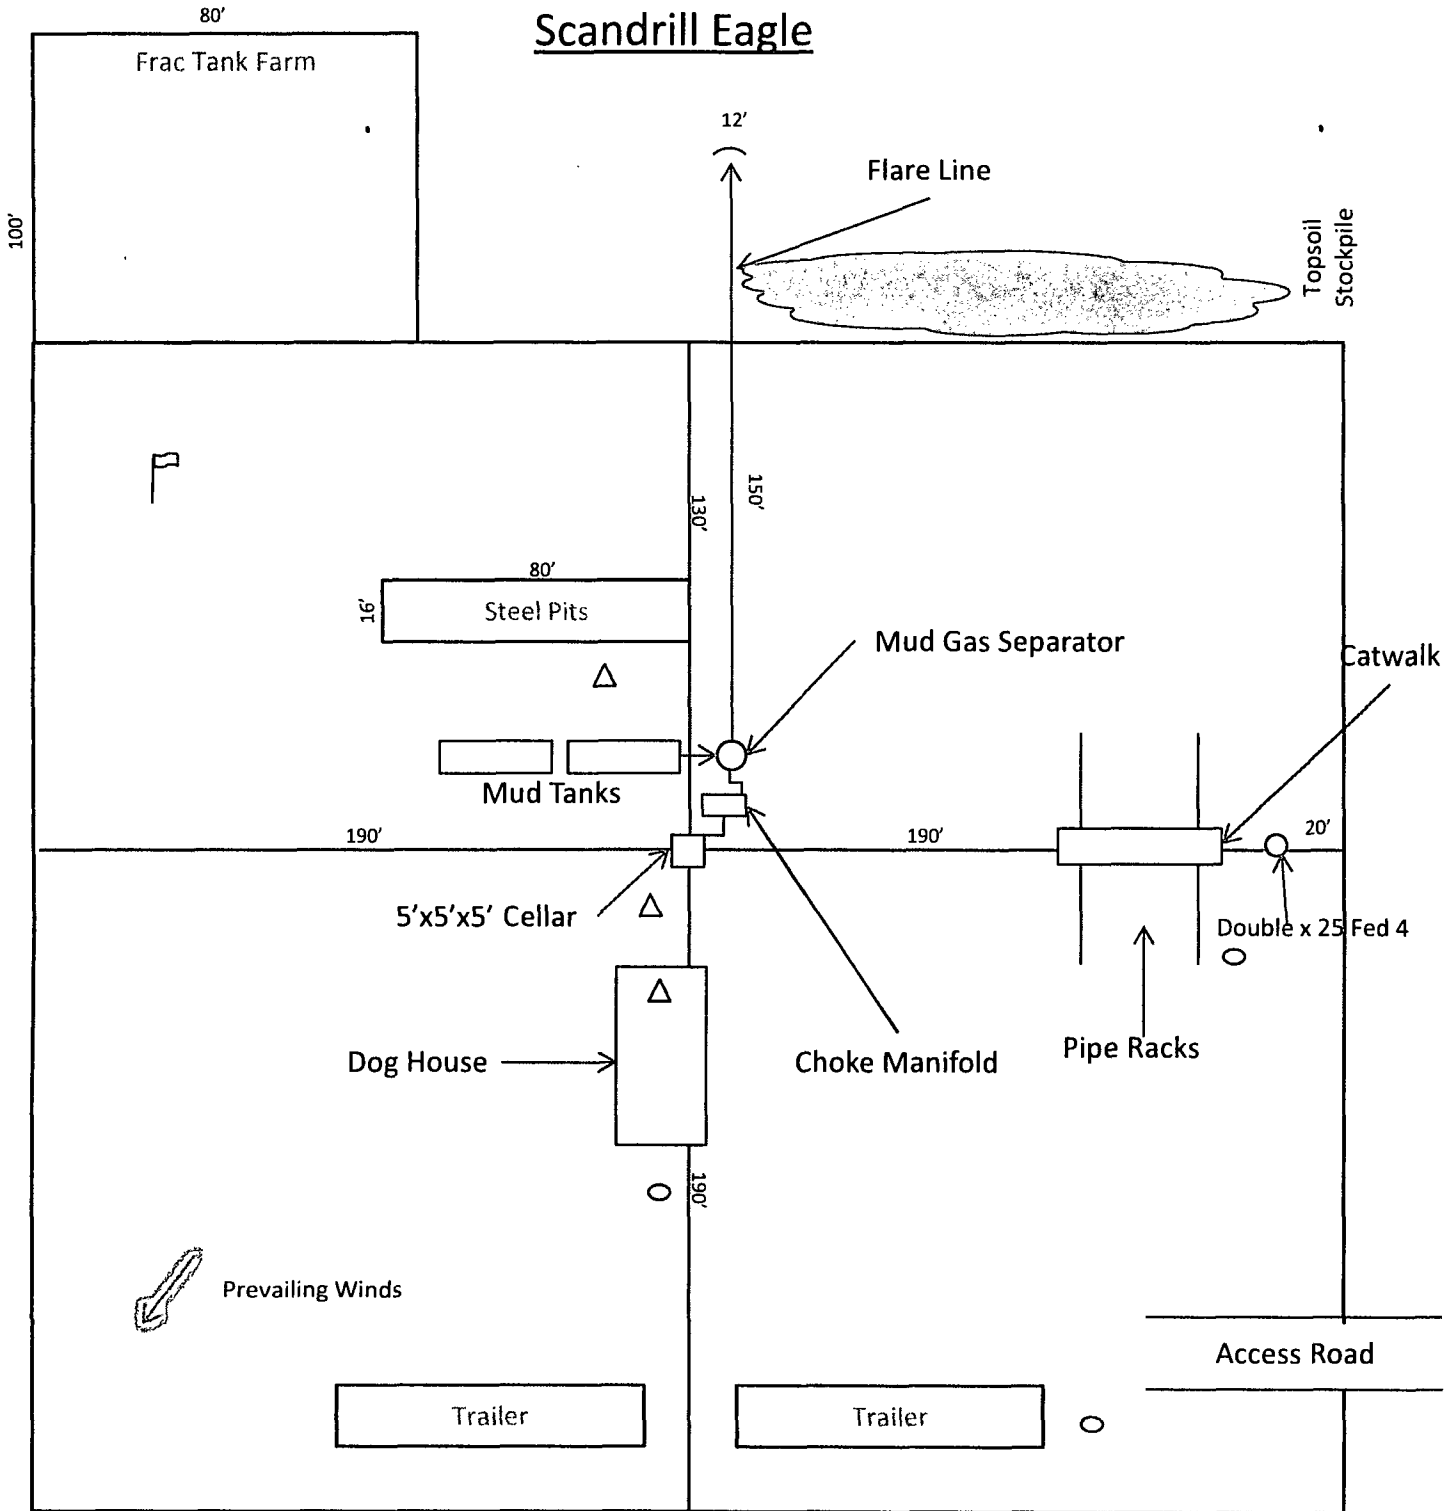 80'
Scandrill Eagle
Frac Tank Farm
12'
Flare Line
100'
Topsoil
Stockpile
130'
150'
80'
16'
Steel Pits
Mud Gas Separator
Catwalk
Mud Tanks
190'
190'
20'
5'x5'x5' Cellar
Double x 25 Fed 4
Dog House
Choke Manifold
Pipe Racks
190'
Prevailing Winds
Access Road
Trailer
Trailer